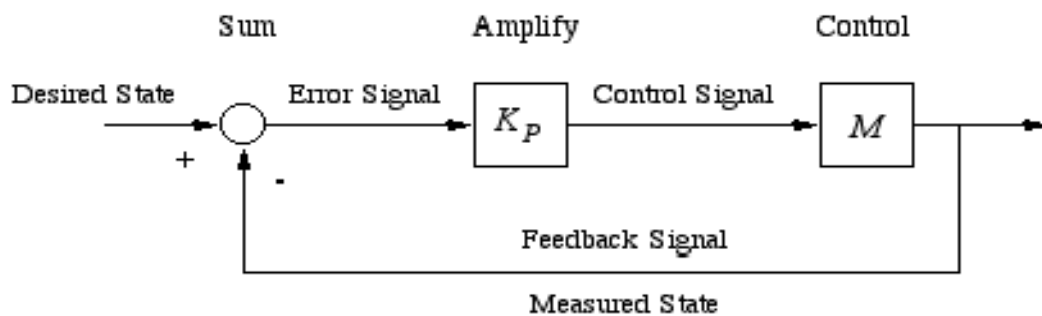 Sum Amplify Control
Desired State Error Signal Control Signal
K_P M
+
-
Feedback Signal
Measured State